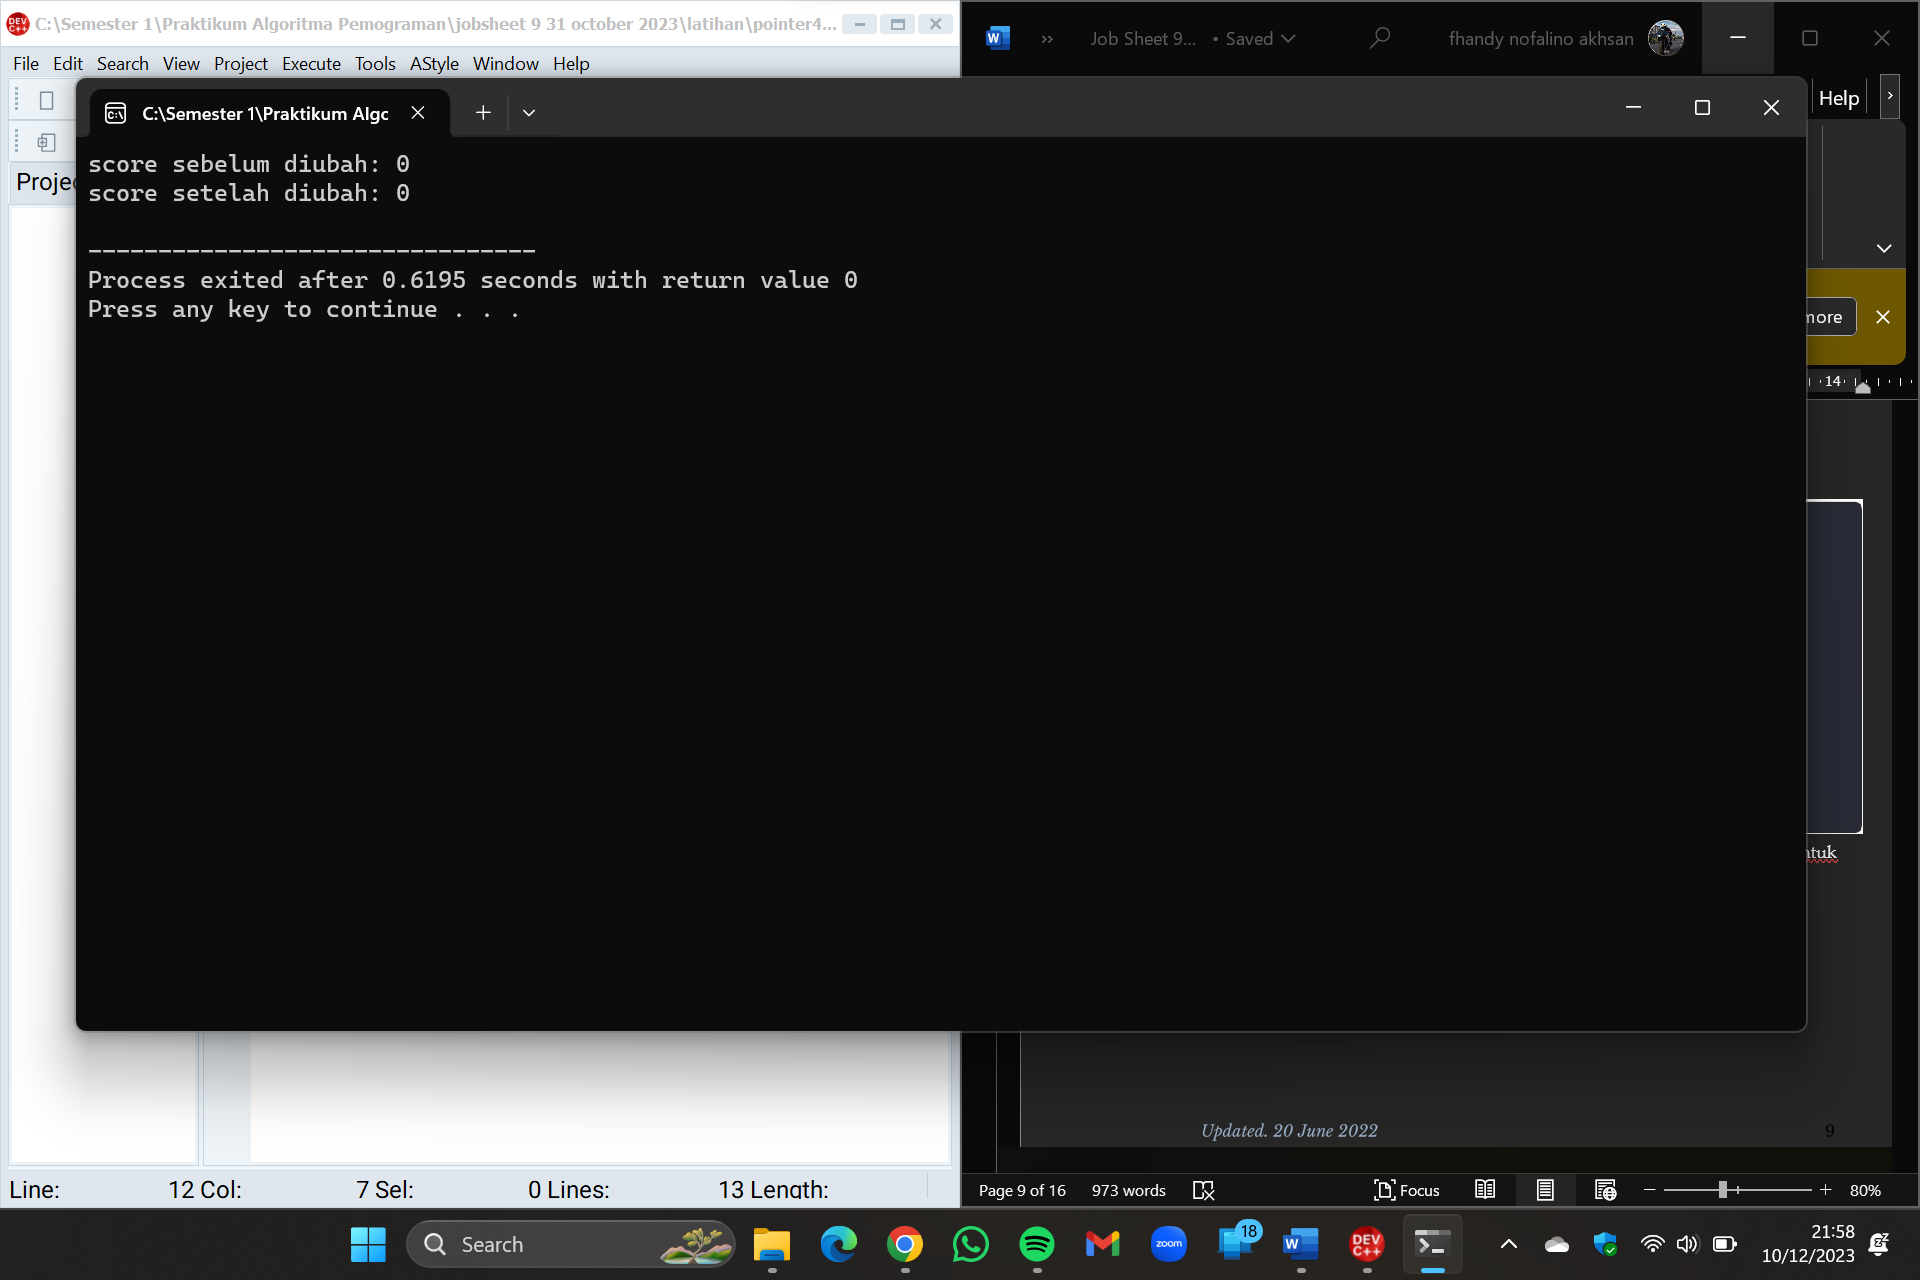 C:\Semester 1\Praktikum Algoritma Pemograman\jobsheet 9 31 october 2023\latihan\pointer4...
File Edit Search View Project Execute Tools AStyle Window Help
W
Job Sheet 9... • Saved
fhandy nofalino akhsan
Help
C:\Semester 1\Praktikum Algc
score sebelum diubah: 0
score setelah diubah: 0
--------------------------------
Process exited after 0.6195 seconds with return value 0
Press any key to continue . . .
14
Updated. 20 June 2022
9
Line: 12 Col: 7 Sel: 0 Lines: 13 Length:
Page 9 of 16 973 words
Focus
80%
Search
zoom
18
W
DEV C++
21:58
10/12/2023